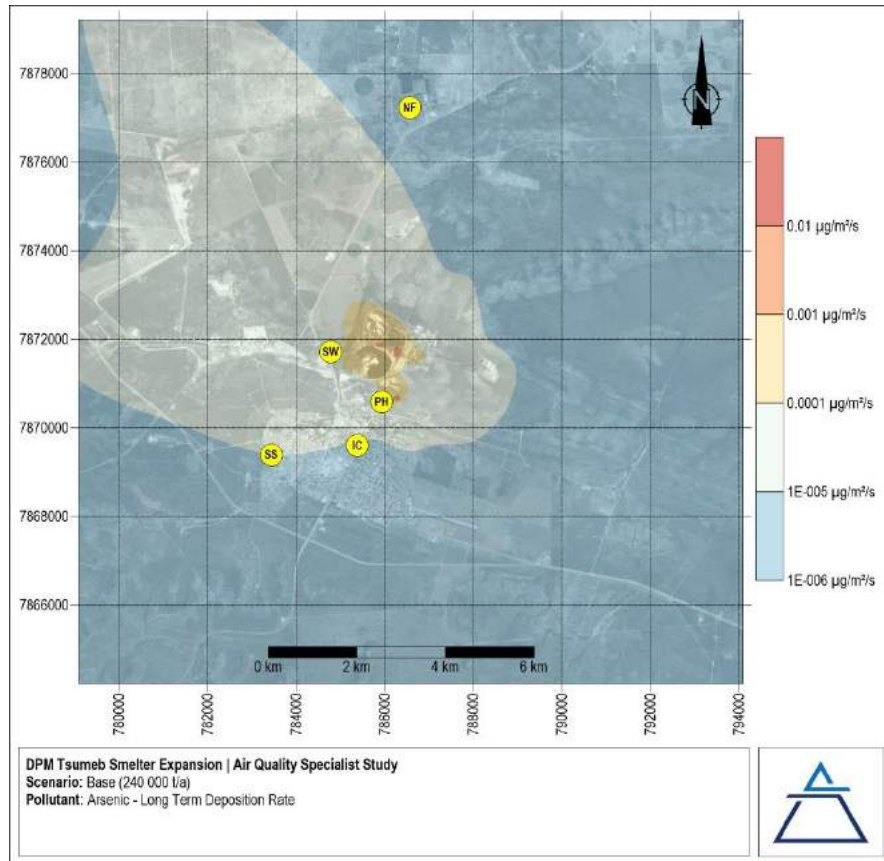 7878000
NF
N
7876000
7874000
0.01 µg/m²/s
0.001 µg/m²/s
7872000
SW
0.0001 µg/m²/s
PH
7870000
IC
SS
1E-005 µg/m²/s
7868000
1E-006 µg/m²/s
7866000
0 km 2 km 4 km 6 km
780000 782000 784000 786000 788000 790000 792000 794000
DPM Tsumeb Smelter Expansion | Air Quality Specialist Study
Scenario: Base (240 000 t/a)
Pollutant: Arsenic - Long Term Deposition Rate